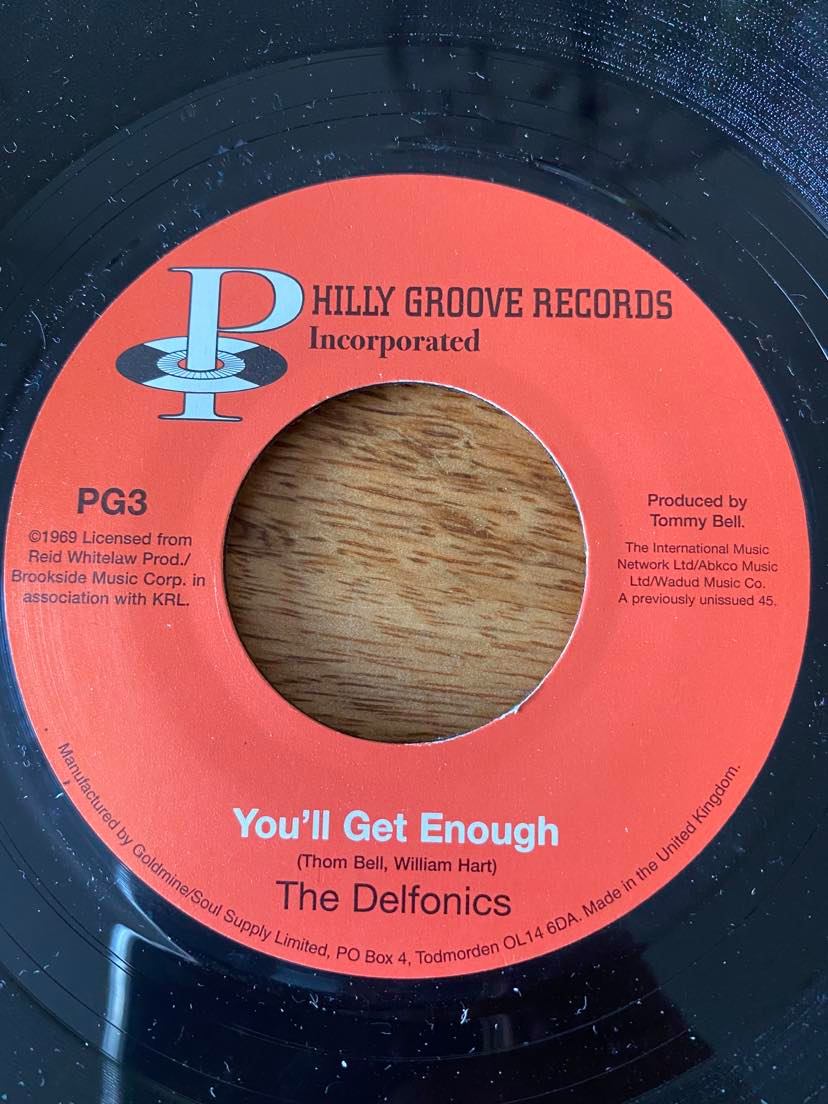 PHILLY GROOVE RECORDS
Incorporated
PG3
©1969 Licensed from
Reid Whitelaw Prod./
Brookside Music Corp. in
association with KRL.
Produced by
Tommy Bell.
The International Music
Network Ltd/Abkco Music
Ltd/Wadud Music Co.
A previously unissued 45.
You'll Get Enough
(Thom Bell, William Hart)
The Delfonics
Manufactured by Goldmine/Soul Supply Limited, PO Box 4, Todmorden OL14 6DA. Made in the United Kingdom.